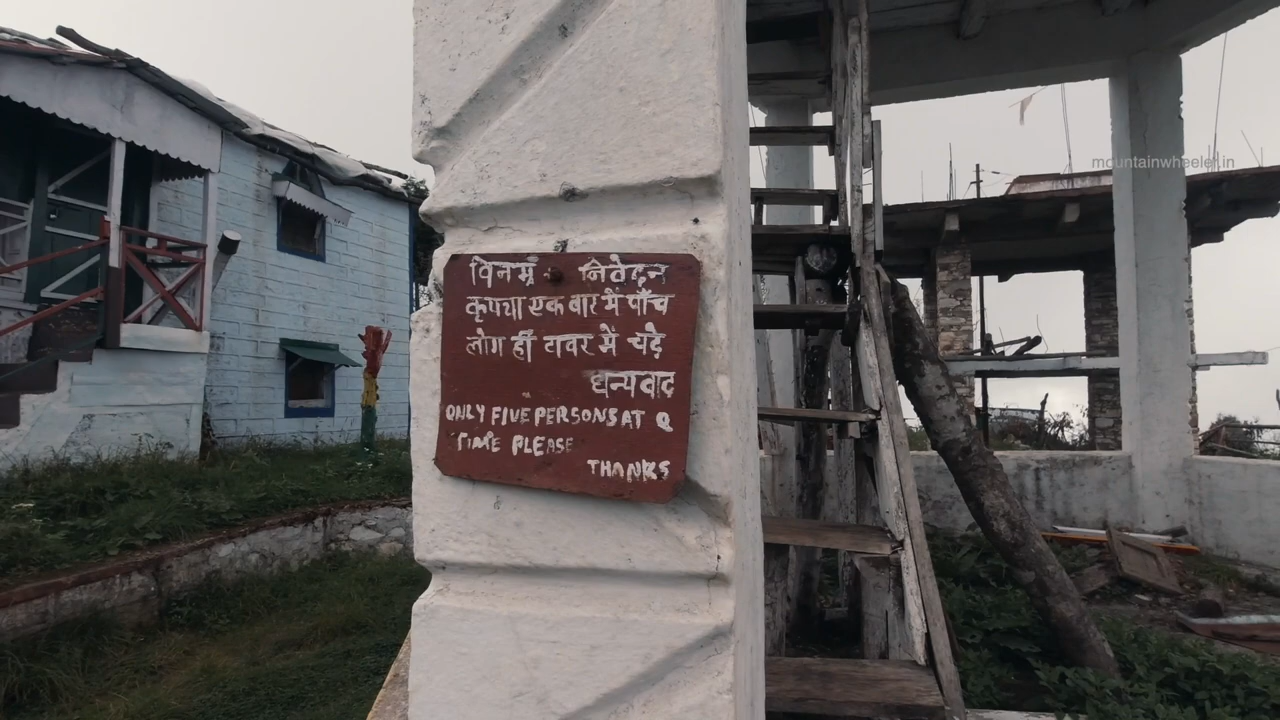 विनम्रं - निवेदन
कृपया एक बार में पाँच
लोग हीं टावर में चढ़े
धन्यवाद
ONLY FIVE PERSONS AT Q
TIME PLEASE
THANKS
mountainwheeler.in